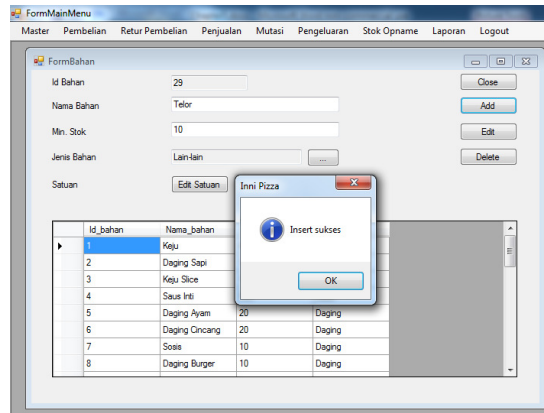 FormMainMenu
Master Pembelian Retur Pembelian Penjualan Mutasi Pengeluaran Stok Opname Laporan Logout
FormBahan
Id Bahan 29 Close
Nama Bahan Telor Add
Min. Stok 10 Edit
Jenis Bahan Lain-lain ... Delete
Satuan Edit Satuan
Inni Pizza
Insert sukses
OK
Id_bahan Nama_bahan
1 Keju
2 Daging Sapi
3 Keju Slice
4 Saus Inti
5 Daging Ayam 20 Daging
6 Daging Cincang 20 Daging
7 Sosis 10 Daging
8 Daging Burger 10 Daging